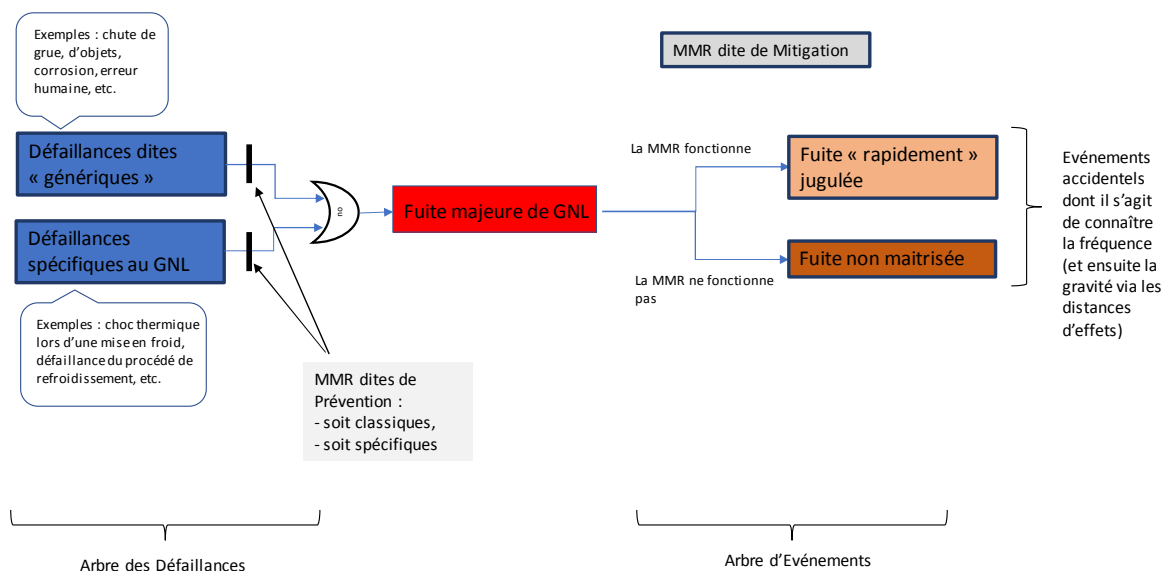 Exemples : chute de
grue, d'objets,
corrosion, erreur
humaine, etc.
MMR dite de Mitigation
Défaillances dites
« génériques »
Défaillances
spécifiques au GNL
Exemples : choc thermique
lors d'une mise en froid,
défaillance du procédé de
refroidissement, etc.
MMR dites de
Prévention :
- soit classiques,
- soit spécifiques
ou
Fuite majeure de GNL
La MMR fonctionne
Fuite « rapidement »
jugulée
La MMR ne fonctionne
pas
Fuite non maitrisée
Evénements
accidentels
dont il s'agit
de connaître
la fréquence
(et ensuite la
gravité via les
distances
d'effets)
Arbre des Défaillances
Arbre d'Evénements